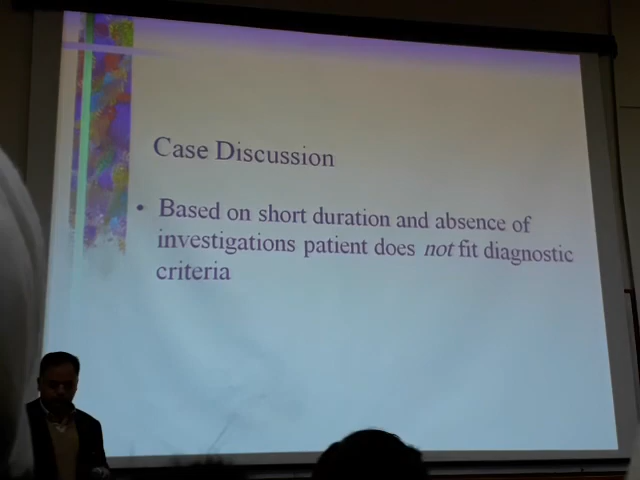 Case Discussion
• Based on short duration and absence of
investigations patient does not fit diagnostic
criteria